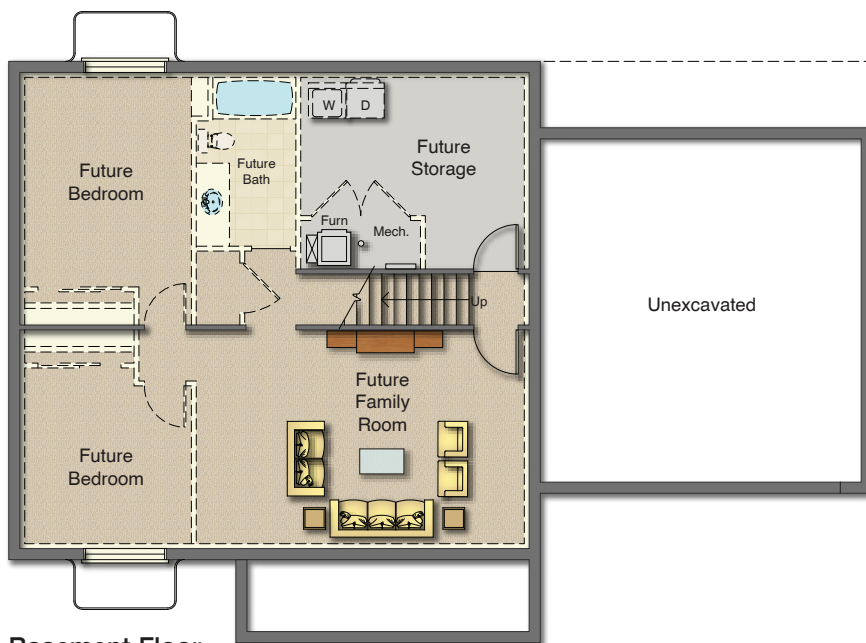 Future
Bedroom
Future
Bath
W
D
Future
Storage
Furn
Mech.
Up
Unexcavated
Future
Family
Room
Future
Bedroom
Basement Floor